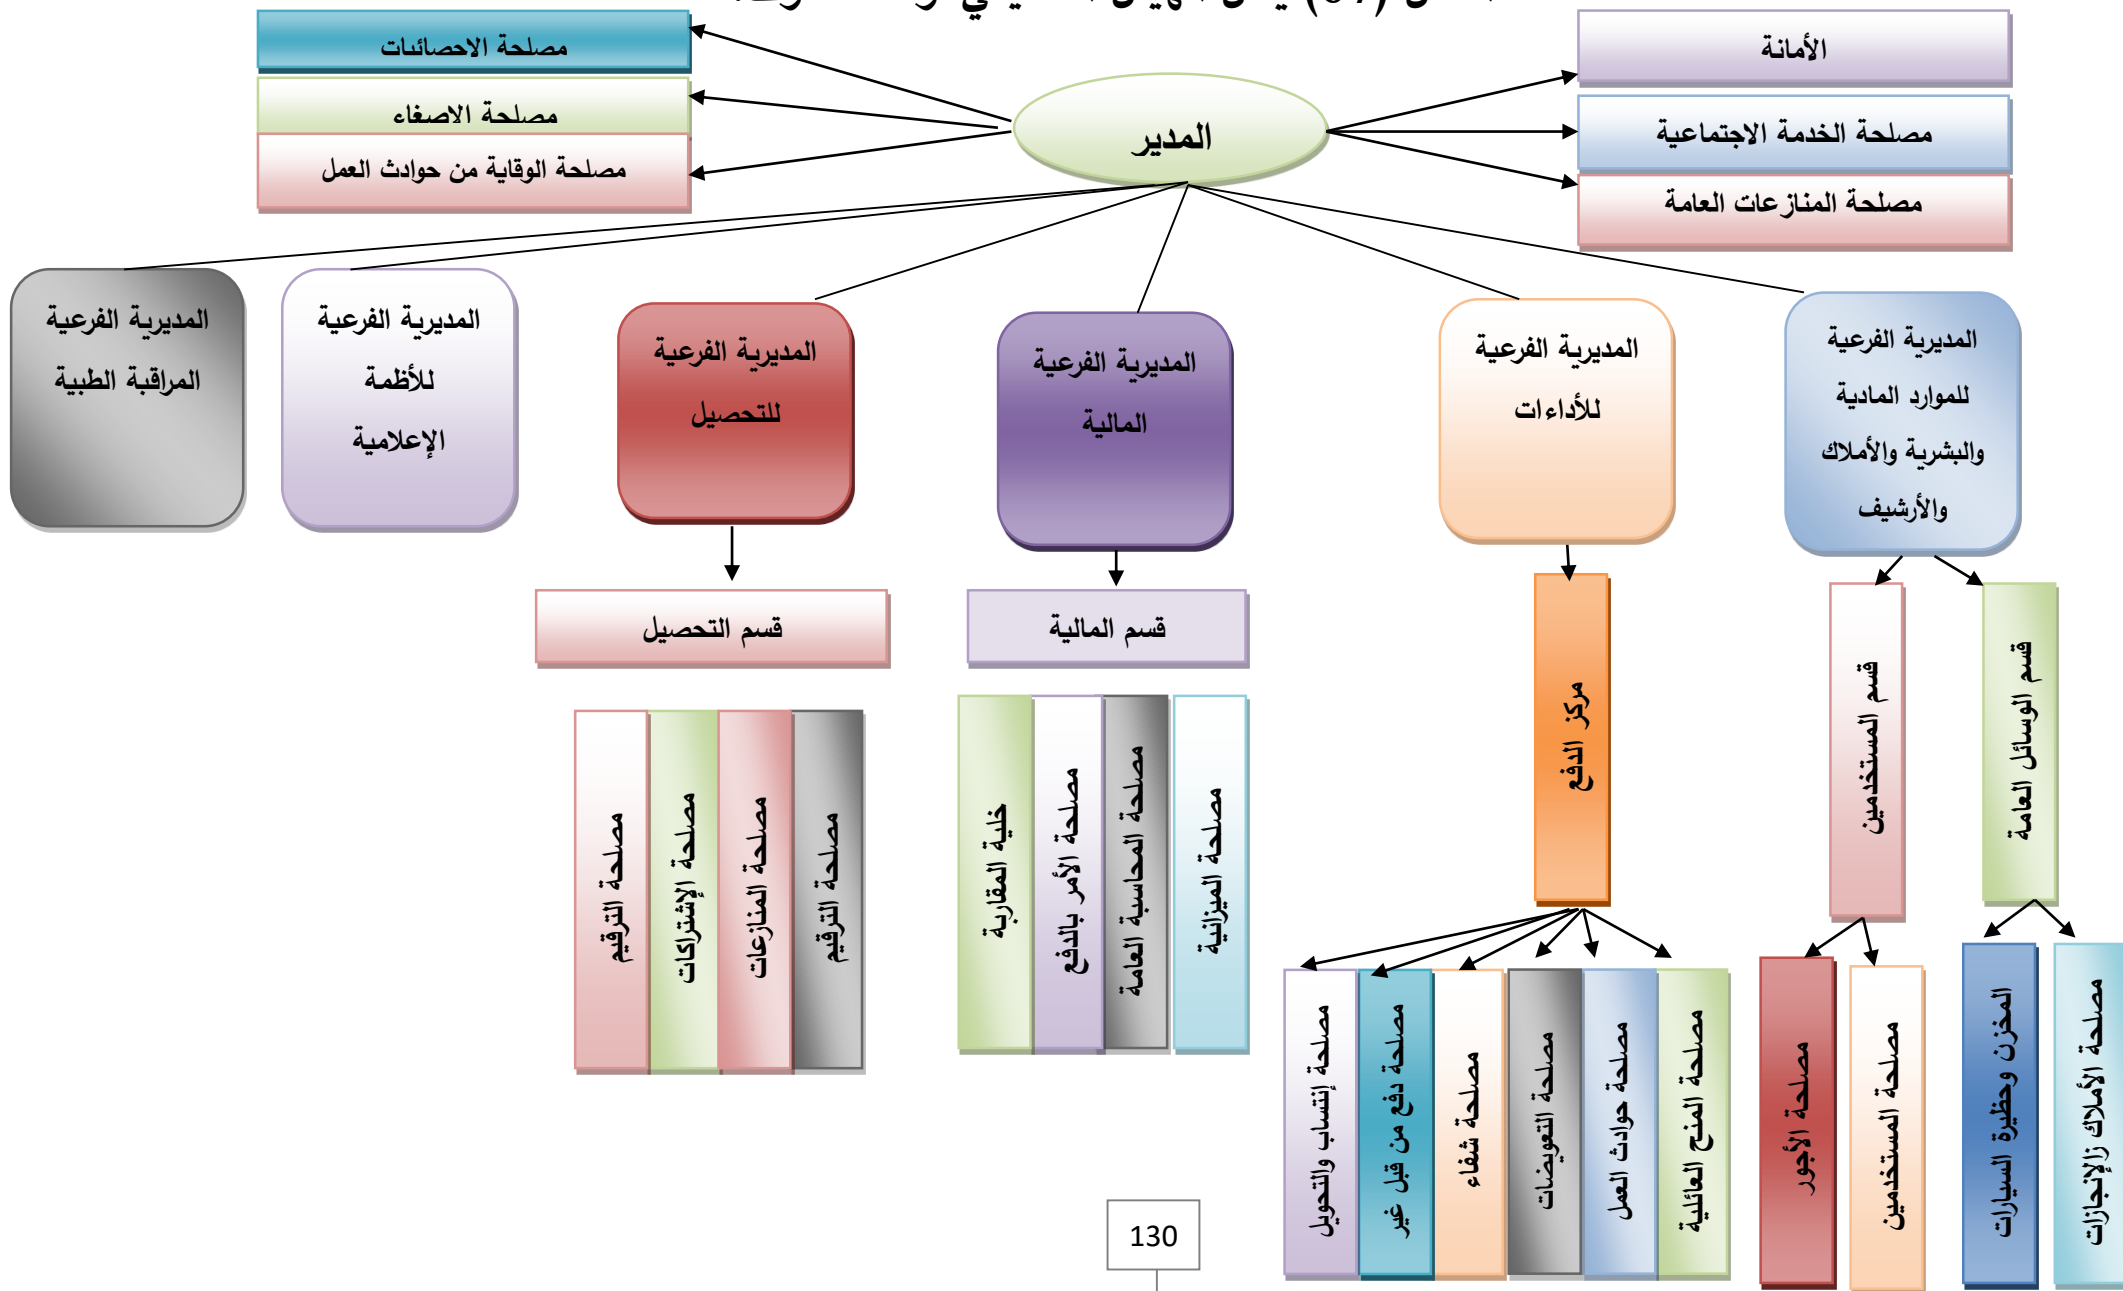 الأمانة
مصلحة الخدمة الاجتماعية
مصلحة المنازعات العامة
المدير
مصلحة الاحصائيات
مصلحة الاصغاء
مصلحة الوقاية من حوادث العمل
المديرية الفرعية
للموارد المادية
والبشرية والأملاك
والأرشيف
المديرية الفرعية
للأداءات
المديرية الفرعية
المالية
المديرية الفرعية
للتحصيل
المديرية الفرعية
للأظمة
الإعلامية
المديرية الفرعية
المراقبة الطبية
قسم الوسائل العامة
قسم المستخدمين
مركز الدفع
قسم المالية
قسم التحصيل
مصلحة الأملاك زالإنجازات
المخزن وحظيرة السيارات
مصلحة المستخدمين
مصلحة الأجور
مصلحة المنح العائلية
مصلحة حوادث العمل
مصلحة التعويضات
مصلحة شفاء
مصلحة دفع من قبل غير
مصلحة إنتساب والتحويل
مصلحة الميزانية
مصلحة المحاسبة العامة
مصلحة الأمر بالدفع
خلية المقاربة
مصلحة الترقيم
مصلحة المنازعات
مصلحة الإشتراكات
مصلحة الترقيم
130